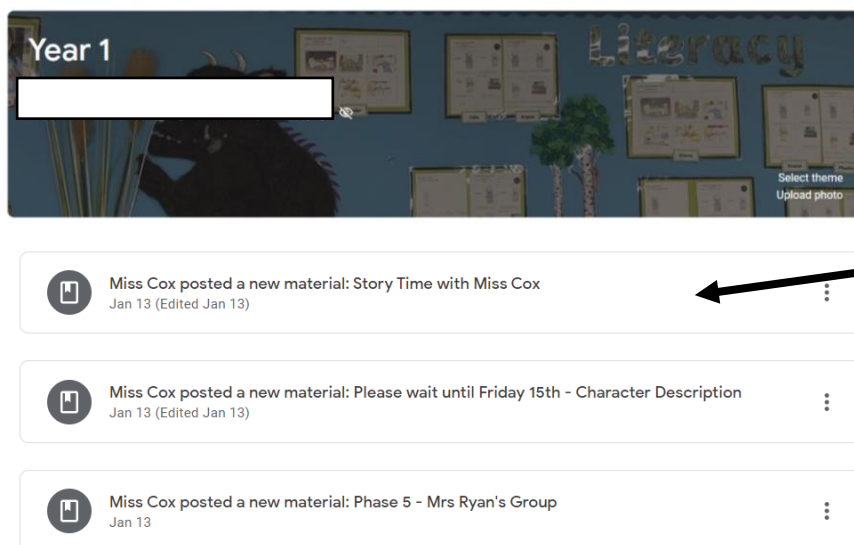 Year 1
Literacy
Select theme
Upload photo
Miss Cox posted a new material: Story Time with Miss Cox
Jan 13 (Edited Jan 13)
Miss Cox posted a new material: Please wait until Friday 15th - Character Description
Jan 13 (Edited Jan 13)
Miss Cox posted a new material: Phase 5 - Mrs Ryan's Group
Jan 13